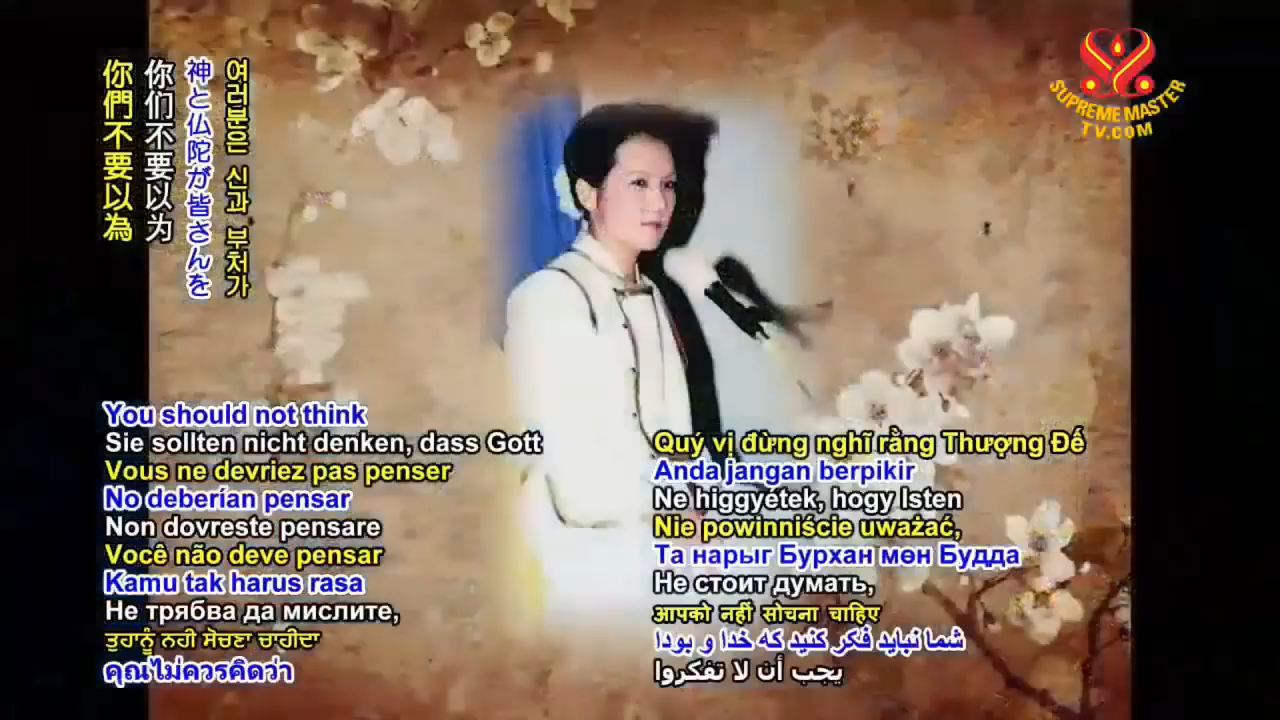 你們不要以為
你们不要以为
神と仏陀が皆さんを
여러분은 신과 부처가
SUPREME MASTER
TV.COM
You should not think
Sie sollten nicht denken, dass Gott
Vous ne devriez pas penser
No deberían pensar
Non dovreste pensare
Você não deve pensar
Kamu tak harus rasa
Не трябва да мислите,
ਤੁਹਾਨੂੰ ਨਹੀ ਸੋਚਣਾ ਚਾਹੀਦਾ
คุณไม่ควรคิดว่า
Quý vị đừng nghĩ rằng Thượng Đế
Anda jangan berpikir
Ne higgyétek, hogy Isten
Nie powinniście uważać,
Та нарыг Бурхан мөн Будда
Не стоит думать,
आपको नहीं सोचना चाहिए
شما نباید فکر کنید که خدا و بودا
يجب أن لا تفكروا